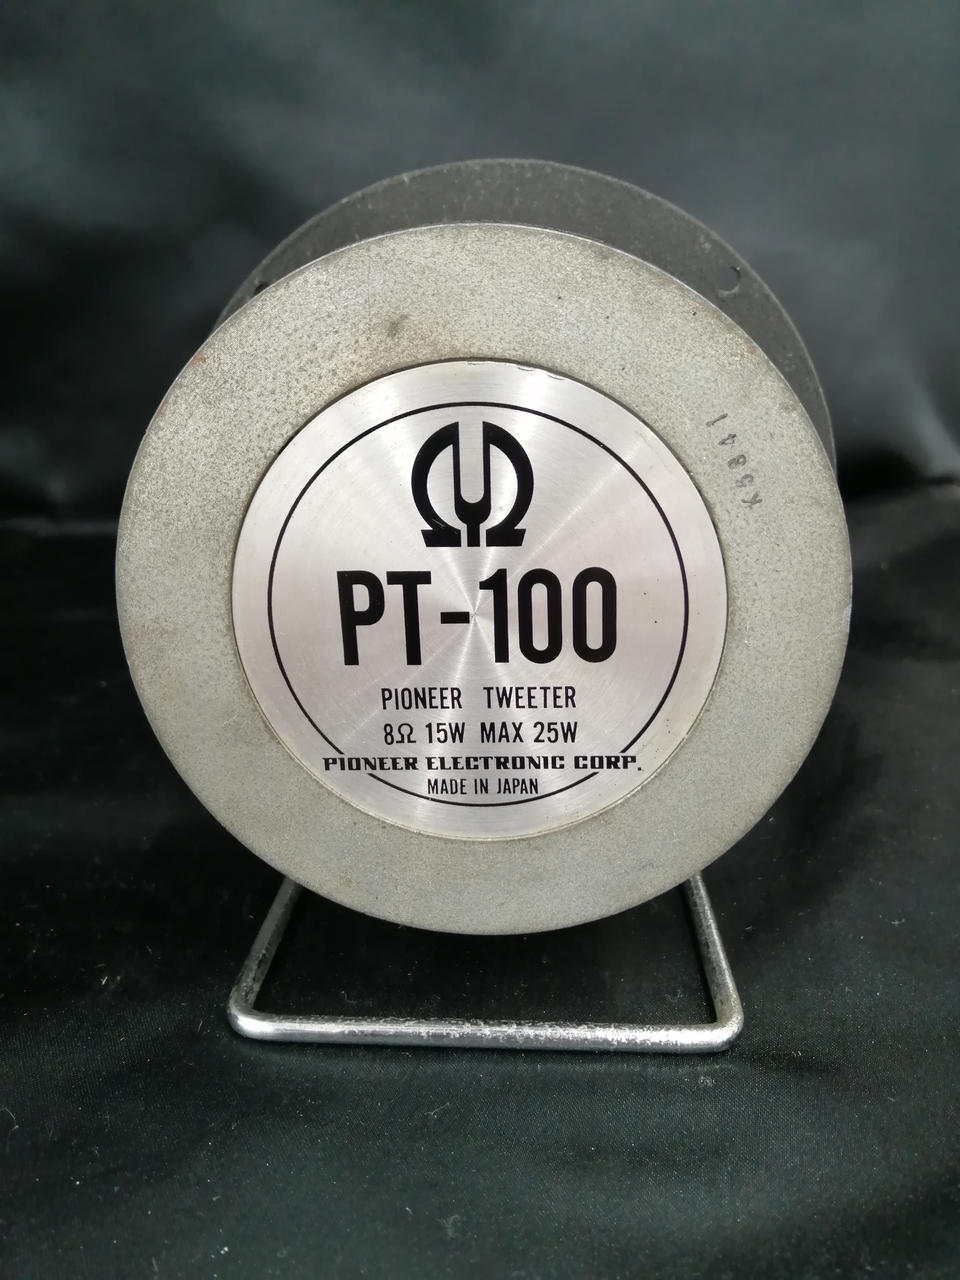 PT-100
PIONEER TWEETER
8Ω 15W MAX 25W
PIONEER ELECTRONIC CORP.
MADE IN JAPAN
K5841